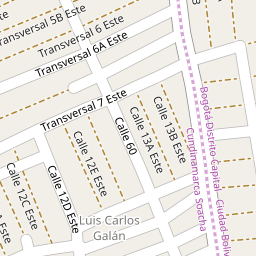 Transversal 5B Este
Transversal 6 Este
Transversal 6A Este
Transversal 7 Este
Calle 60
Calle 13A Este
Calle 13B Este
Calle 12E Este
Calle 12D Este
Calle 12C Este
Luis Carlos
Galán
Bogotá Distrito Capital - Ciudad Bolív
Cundinamarca Soacha